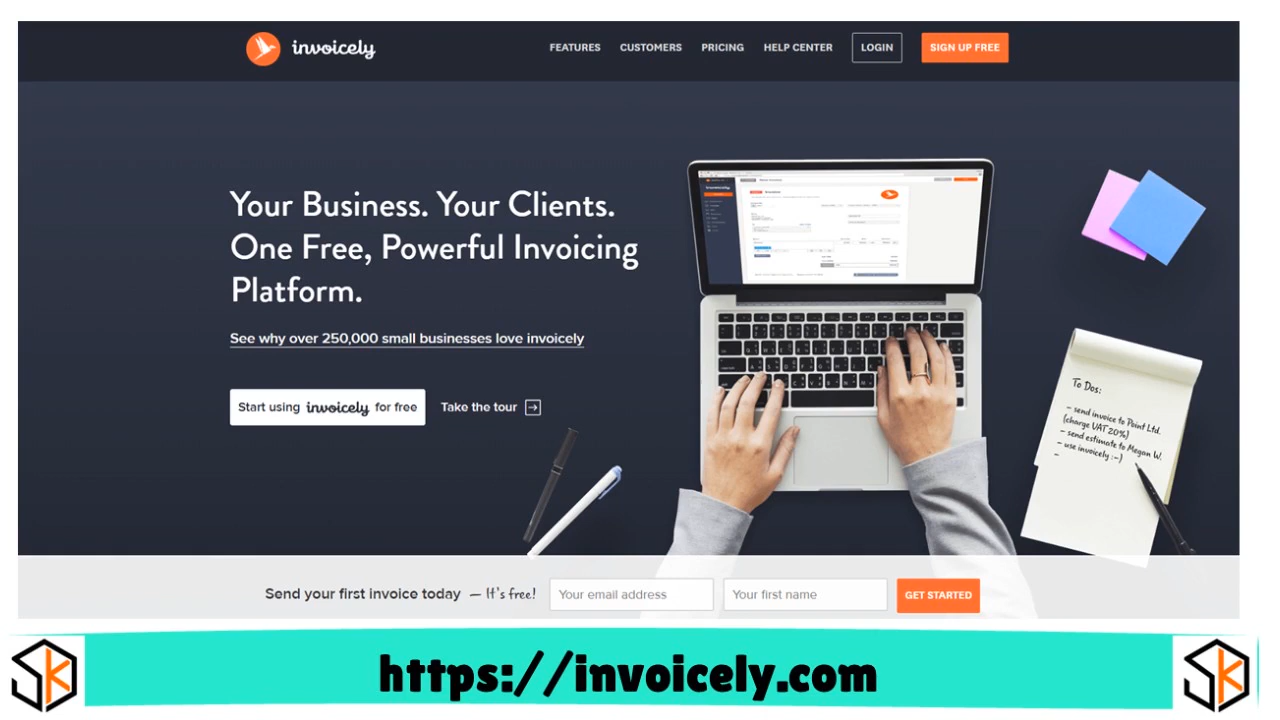 invoicely
FEATURES CUSTOMERS PRICING HELP CENTER LOGIN SIGN UP FREE
Your Business. Your Clients.
One Free, Powerful Invoicing
Platform.
See why over 250,000 small businesses love invoicely
Start using invoicely for free
Take the tour
To Dos:
- send invoice to Point Ltd.
(charge VAT 20%)
- send estimate to Megan W.
- use invoicely :-)
-
Send your first invoice today — It's free!
Your email address
Your first name
GET STARTED
SK
https://invoicely.com
SK